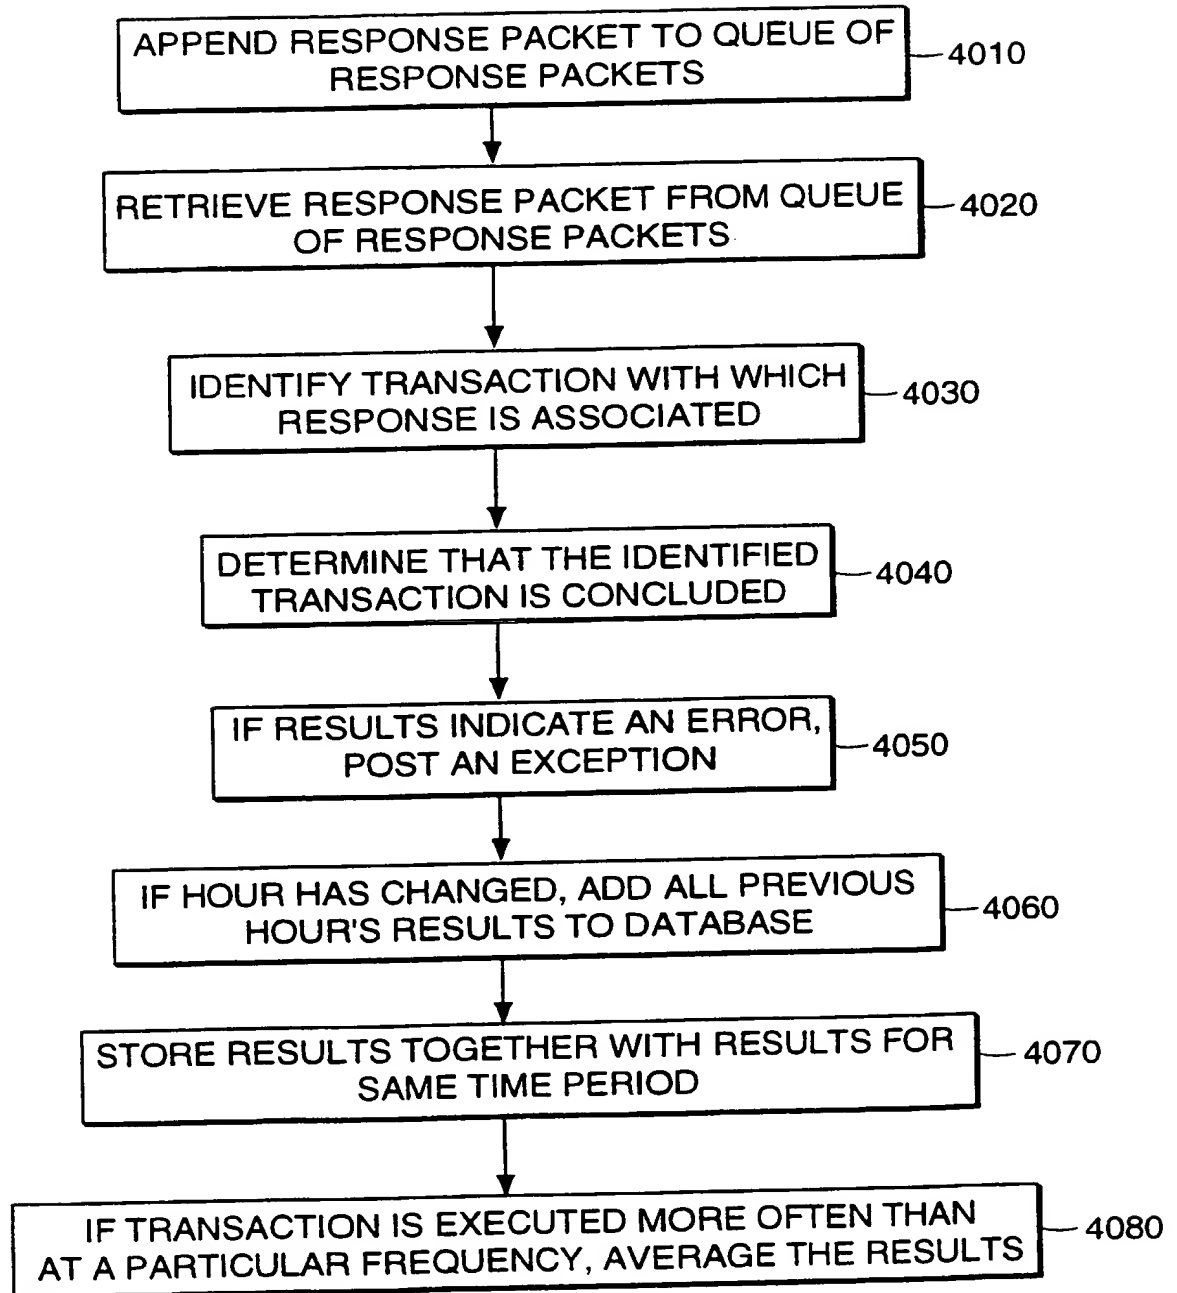 APPEND RESPONSE PACKET TO QUEUE OF
RESPONSE PACKETS
4010
RETRIEVE RESPONSE PACKET FROM QUEUE
OF RESPONSE PACKETS
4020
IDENTIFY TRANSACTION WITH WHICH
RESPONSE IS ASSOCIATED
4030
DETERMINE THAT THE IDENTIFIED
TRANSACTION IS CONCLUDED
4040
IF RESULTS INDICATE AN ERROR,
POST AN EXCEPTION
4050
IF HOUR HAS CHANGED, ADD ALL PREVIOUS
HOUR'S RESULTS TO DATABASE
4060
STORE RESULTS TOGETHER WITH RESULTS FOR
SAME TIME PERIOD
4070
IF TRANSACTION IS EXECUTED MORE OFTEN THAN
AT A PARTICULAR FREQUENCY, AVERAGE THE RESULTS
4080